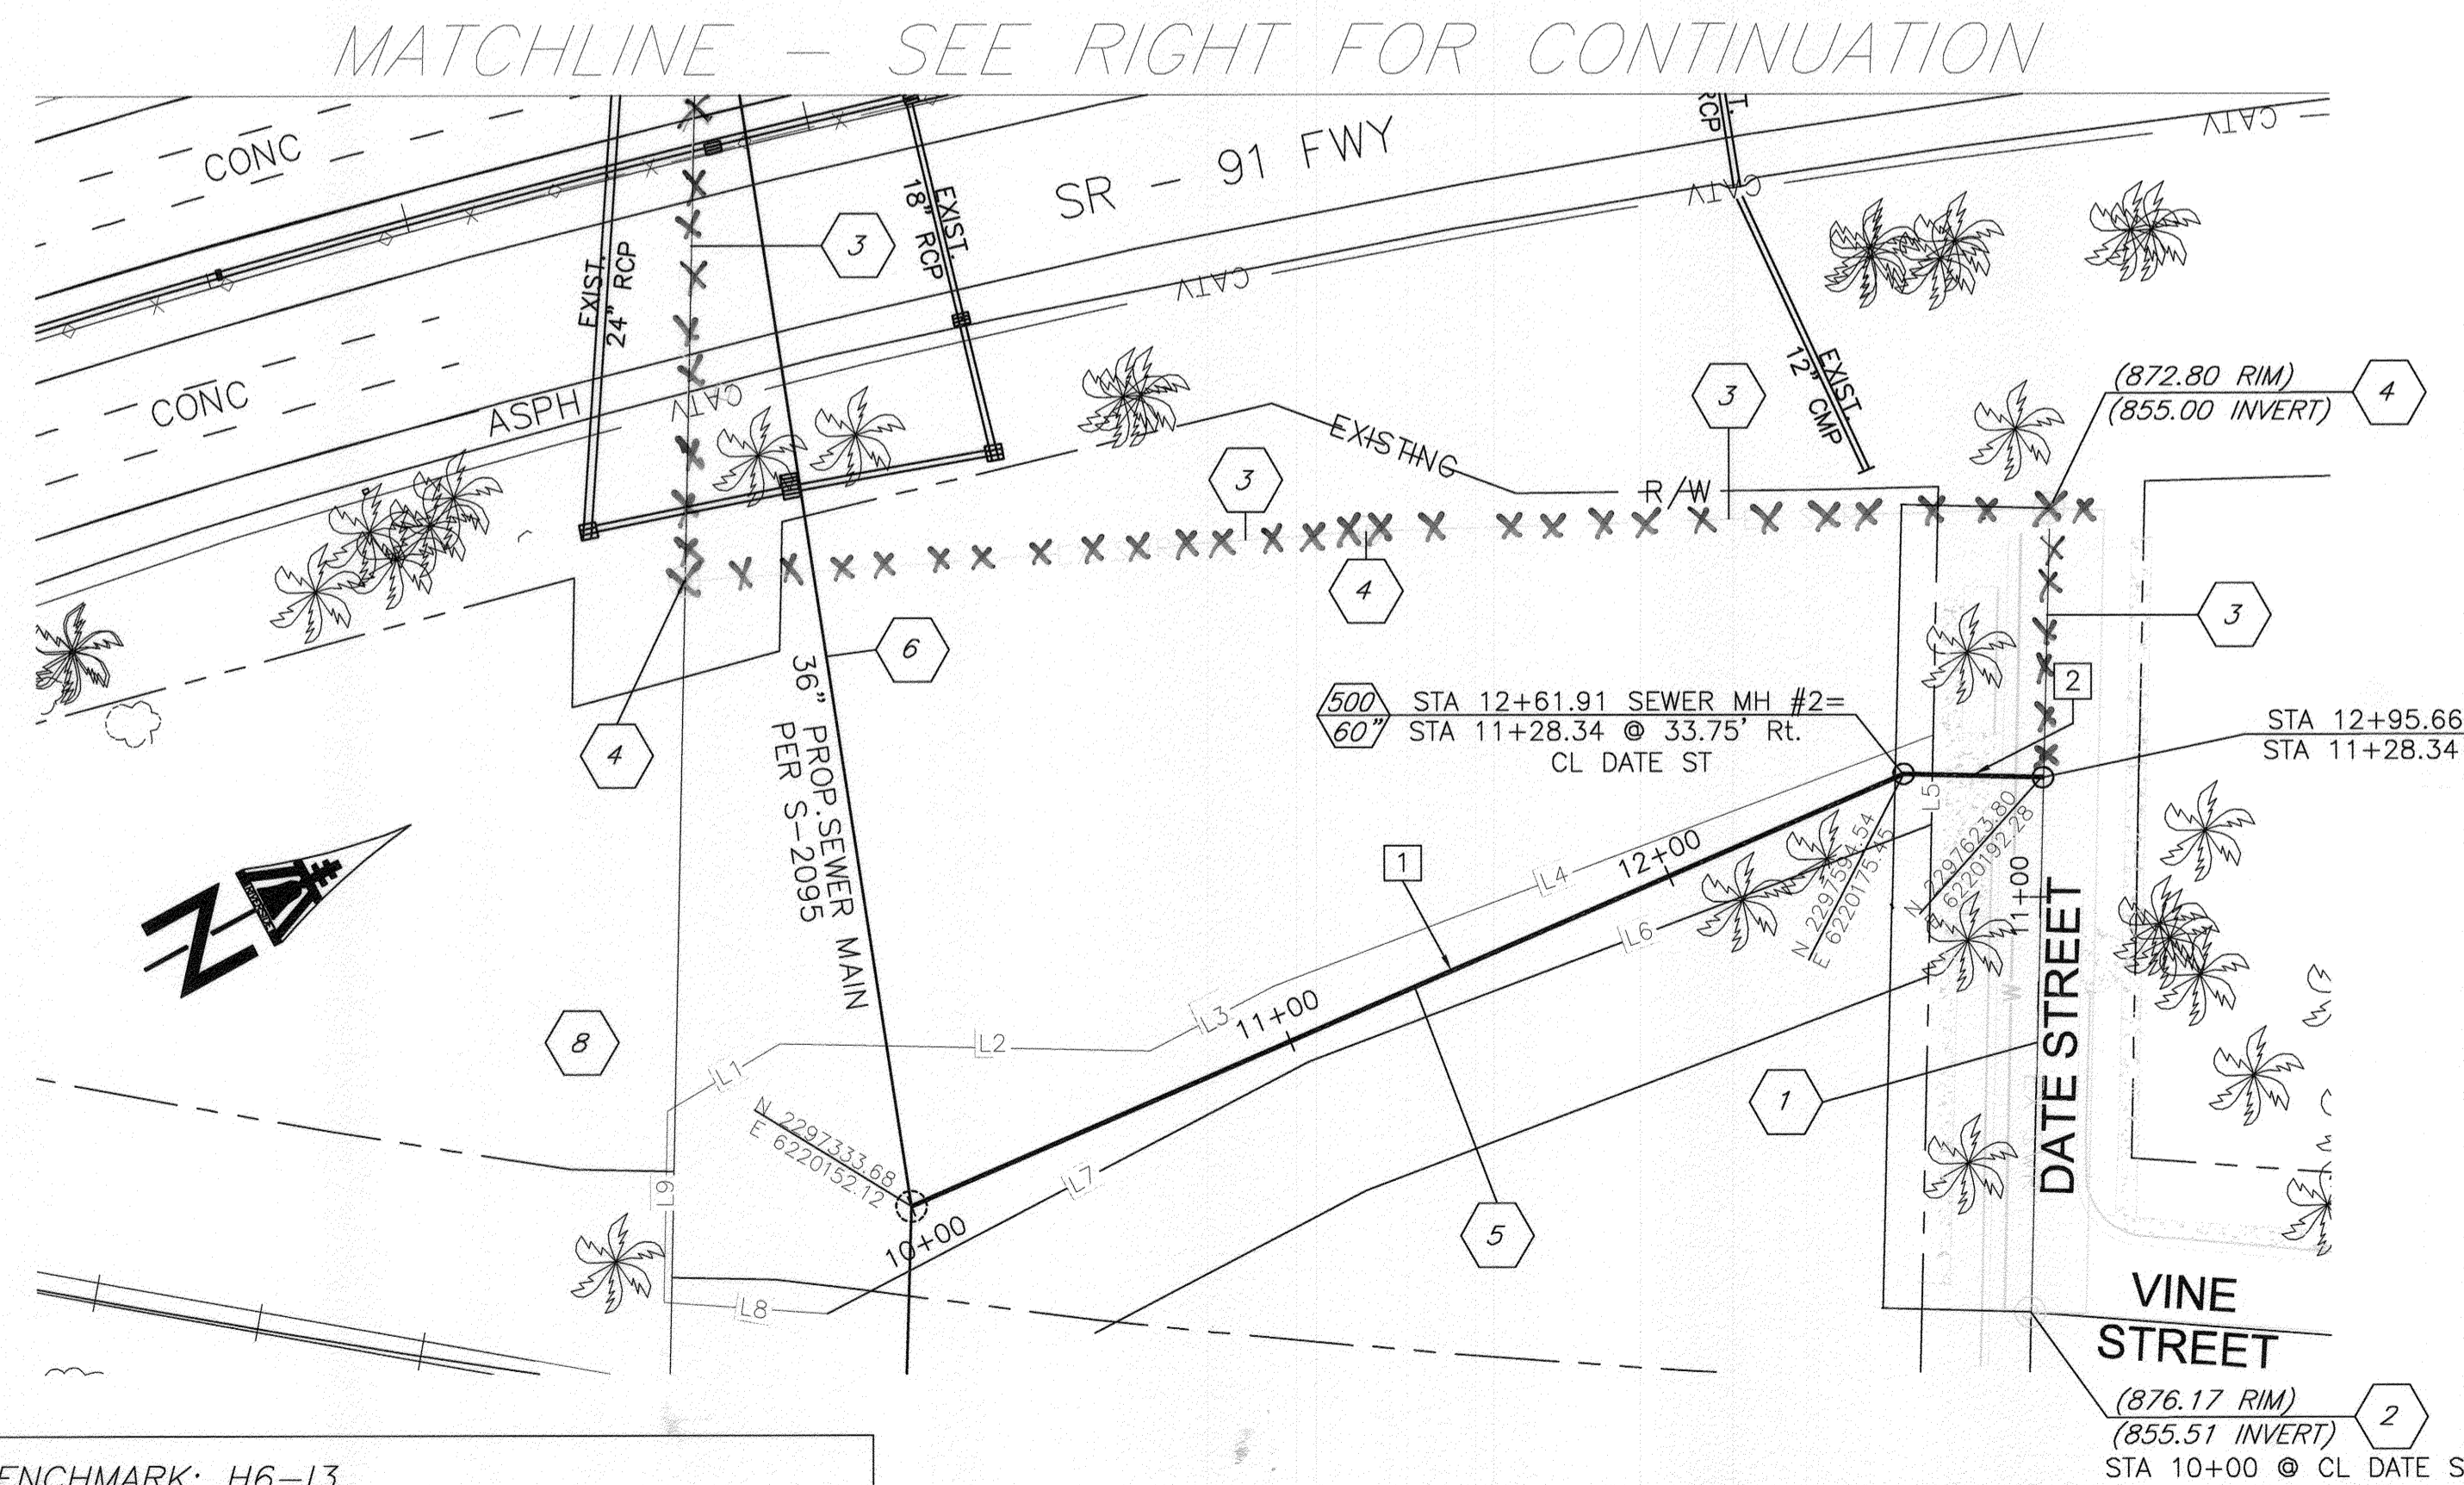 MATCHLINE – SEE RIGHT FOR CONTINUATION
CONC
SR – 91 FWY
CATV
CATV
CATV
CATV
EXIST.
18" RCP
EXIST.
24" RCP
RCP
EXIST.
12" CMP
CONC
ASPH
3
3
3
EXISTING
R/W
(872.80 RIM)
(855.00 INVERT)
4
4
4
6
3
36" PROP.SEWER MAIN
PER S-2095
500
60"
STA 12+61.91 SEWER MH #2=
STA 11+28.34 @ 33.75' Rt.
CL DATE ST
2
STA 12+95.66
STA 11+28.34
1
L5
L4
12+00
L6
N 2297594.54
E 6220175.45
N 2297623.80
E 6220192.28
11+00
W
DATE STREET
N
8
L1
L2
L3
11+00
L7
L9
L8
N 2297333.68
E 6220152.12
10+00
5
1
VINE
STREET
(876.17 RIM)
(855.51 INVERT)
2
STA 10+00 @ CL DATE S
ENCHMARK: H6-13